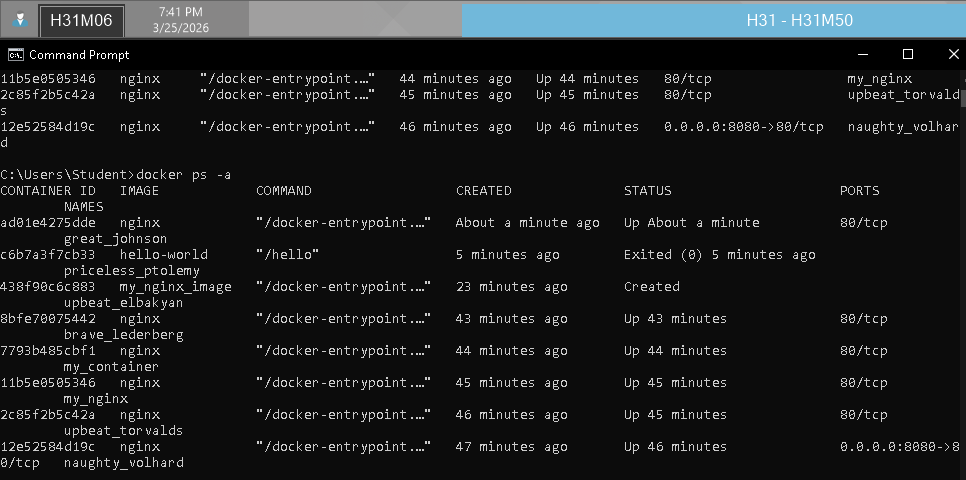 H31M06
7:41 PM
3/25/2026
H31 - H31M50
Command Prompt
11b5e0505346   nginx     "/docker-entrypoint.…"   44 minutes ago   Up 44 minutes   80/tcp                 my_nginx
2c85f2b5c42a   nginx     "/docker-entrypoint.…"   45 minutes ago   Up 45 minutes   80/tcp                 upbeat_torvald
s
12e52584d19c   nginx     "/docker-entrypoint.…"   46 minutes ago   Up 46 minutes   0.0.0.0:8080->80/tcp   naughty_volhar
d
C:\Users\Student>docker ps -a
CONTAINER ID   IMAGE            COMMAND                  CREATED              STATUS                     PORTS
NAMES
ad01e4275dde   nginx            "/docker-entrypoint.…"   About a minute ago   Up About a minute          80/tcp
great_johnson
c6b7a3f7cb33   hello-world      "/hello"                 5 minutes ago        Exited (0) 5 minutes ago
priceless_ptolemy
438f90c6c883   my_nginx_image   "/docker-entrypoint.…"   23 minutes ago       Created
upbeat_elbakyan
8bfe70075442   nginx            "/docker-entrypoint.…"   43 minutes ago       Up 43 minutes              80/tcp
brave_lederberg
7793b485cbf1   nginx            "/docker-entrypoint.…"   44 minutes ago       Up 44 minutes              80/tcp
my_container
11b5e0505346   nginx            "/docker-entrypoint.…"   45 minutes ago       Up 45 minutes              80/tcp
my_nginx
2c85f2b5c42a   nginx            "/docker-entrypoint.…"   46 minutes ago       Up 45 minutes              80/tcp
upbeat_torvalds
12e52584d19c   nginx            "/docker-entrypoint.…"   47 minutes ago       Up 46 minutes              0.0.0.0:8080->8
0/tcp   naughty_volhard